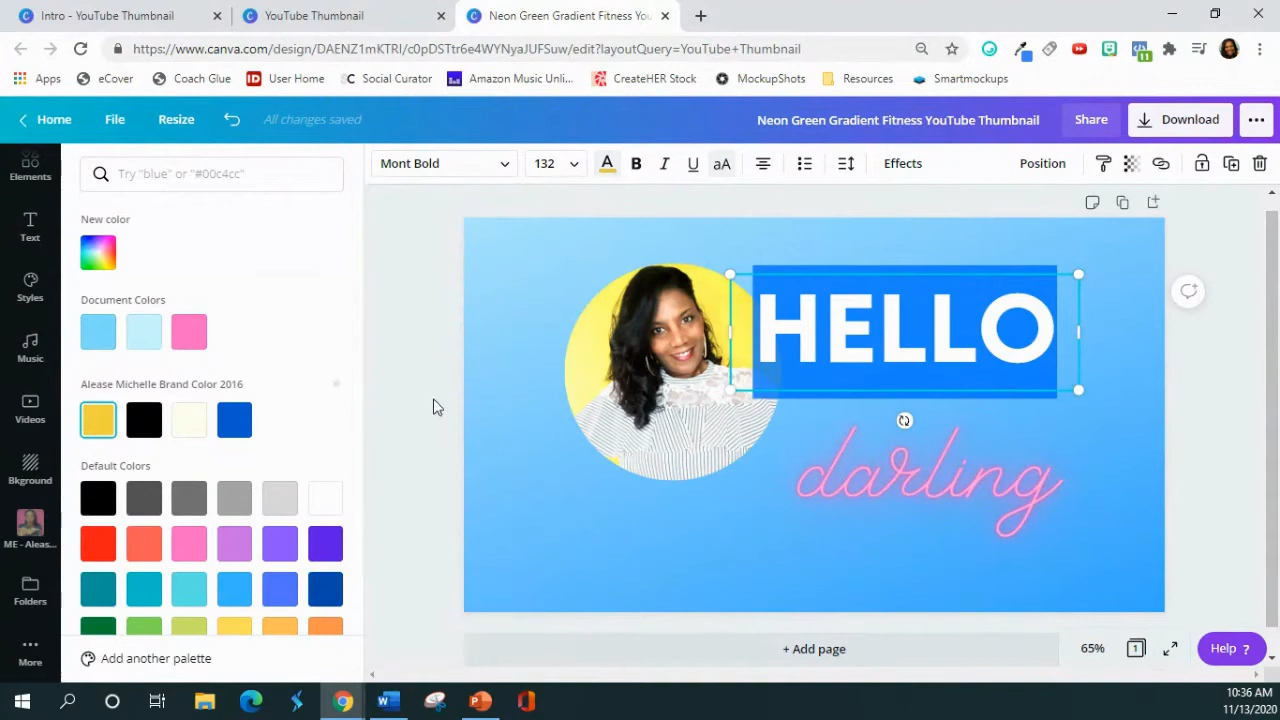 Intro - YouTube Thumbnail
YouTube Thumbnail
Neon Green Gradient Fitness You
https://www.canva.com/design/DAENZ1mKTRI/c0pDSTtr6e4WYNyaJUFSuw/edit?layoutQuery=YouTube+Thumbnail
11
Apps
eCover
Coach Glue
User Home
Social Curator
Amazon Music Unli...
CreateHER Stock
MockupShots
Resources
Smartmockups
Home
File
Resize
All changes saved
Neon Green Gradient Fitness YouTube Thumbnail
Share
Download
Elements
Text
Styles
Music
Videos
Bkground
ME - Aleas...
Folders
More
Try "blue" or "#00c4cc"
New color
Document Colors
Alease Michelle Brand Color 2016
Default Colors
Add another palette
Mont Bold
132
A
B
I
U
aA
Effects
Position
HELLO
darling
+ Add page
65%
1
Help ?
10:36 AM
11/13/2020